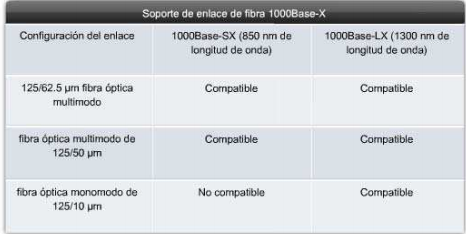 Soporte de enlace de fibra 1000Base-X
Configuración del enlace
1000Base-SX (850 nm de
longitud de onda)
1000Base-LX (1300 nm de
longitud de onda)
125/62.5 µm fibra óptica
multimodo
Compatible
Compatible
fibra óptica multimodo de
125/50 µm
Compatible
Compatible
fibra óptica monomodo de
125/10 µm
No compatible
Compatible